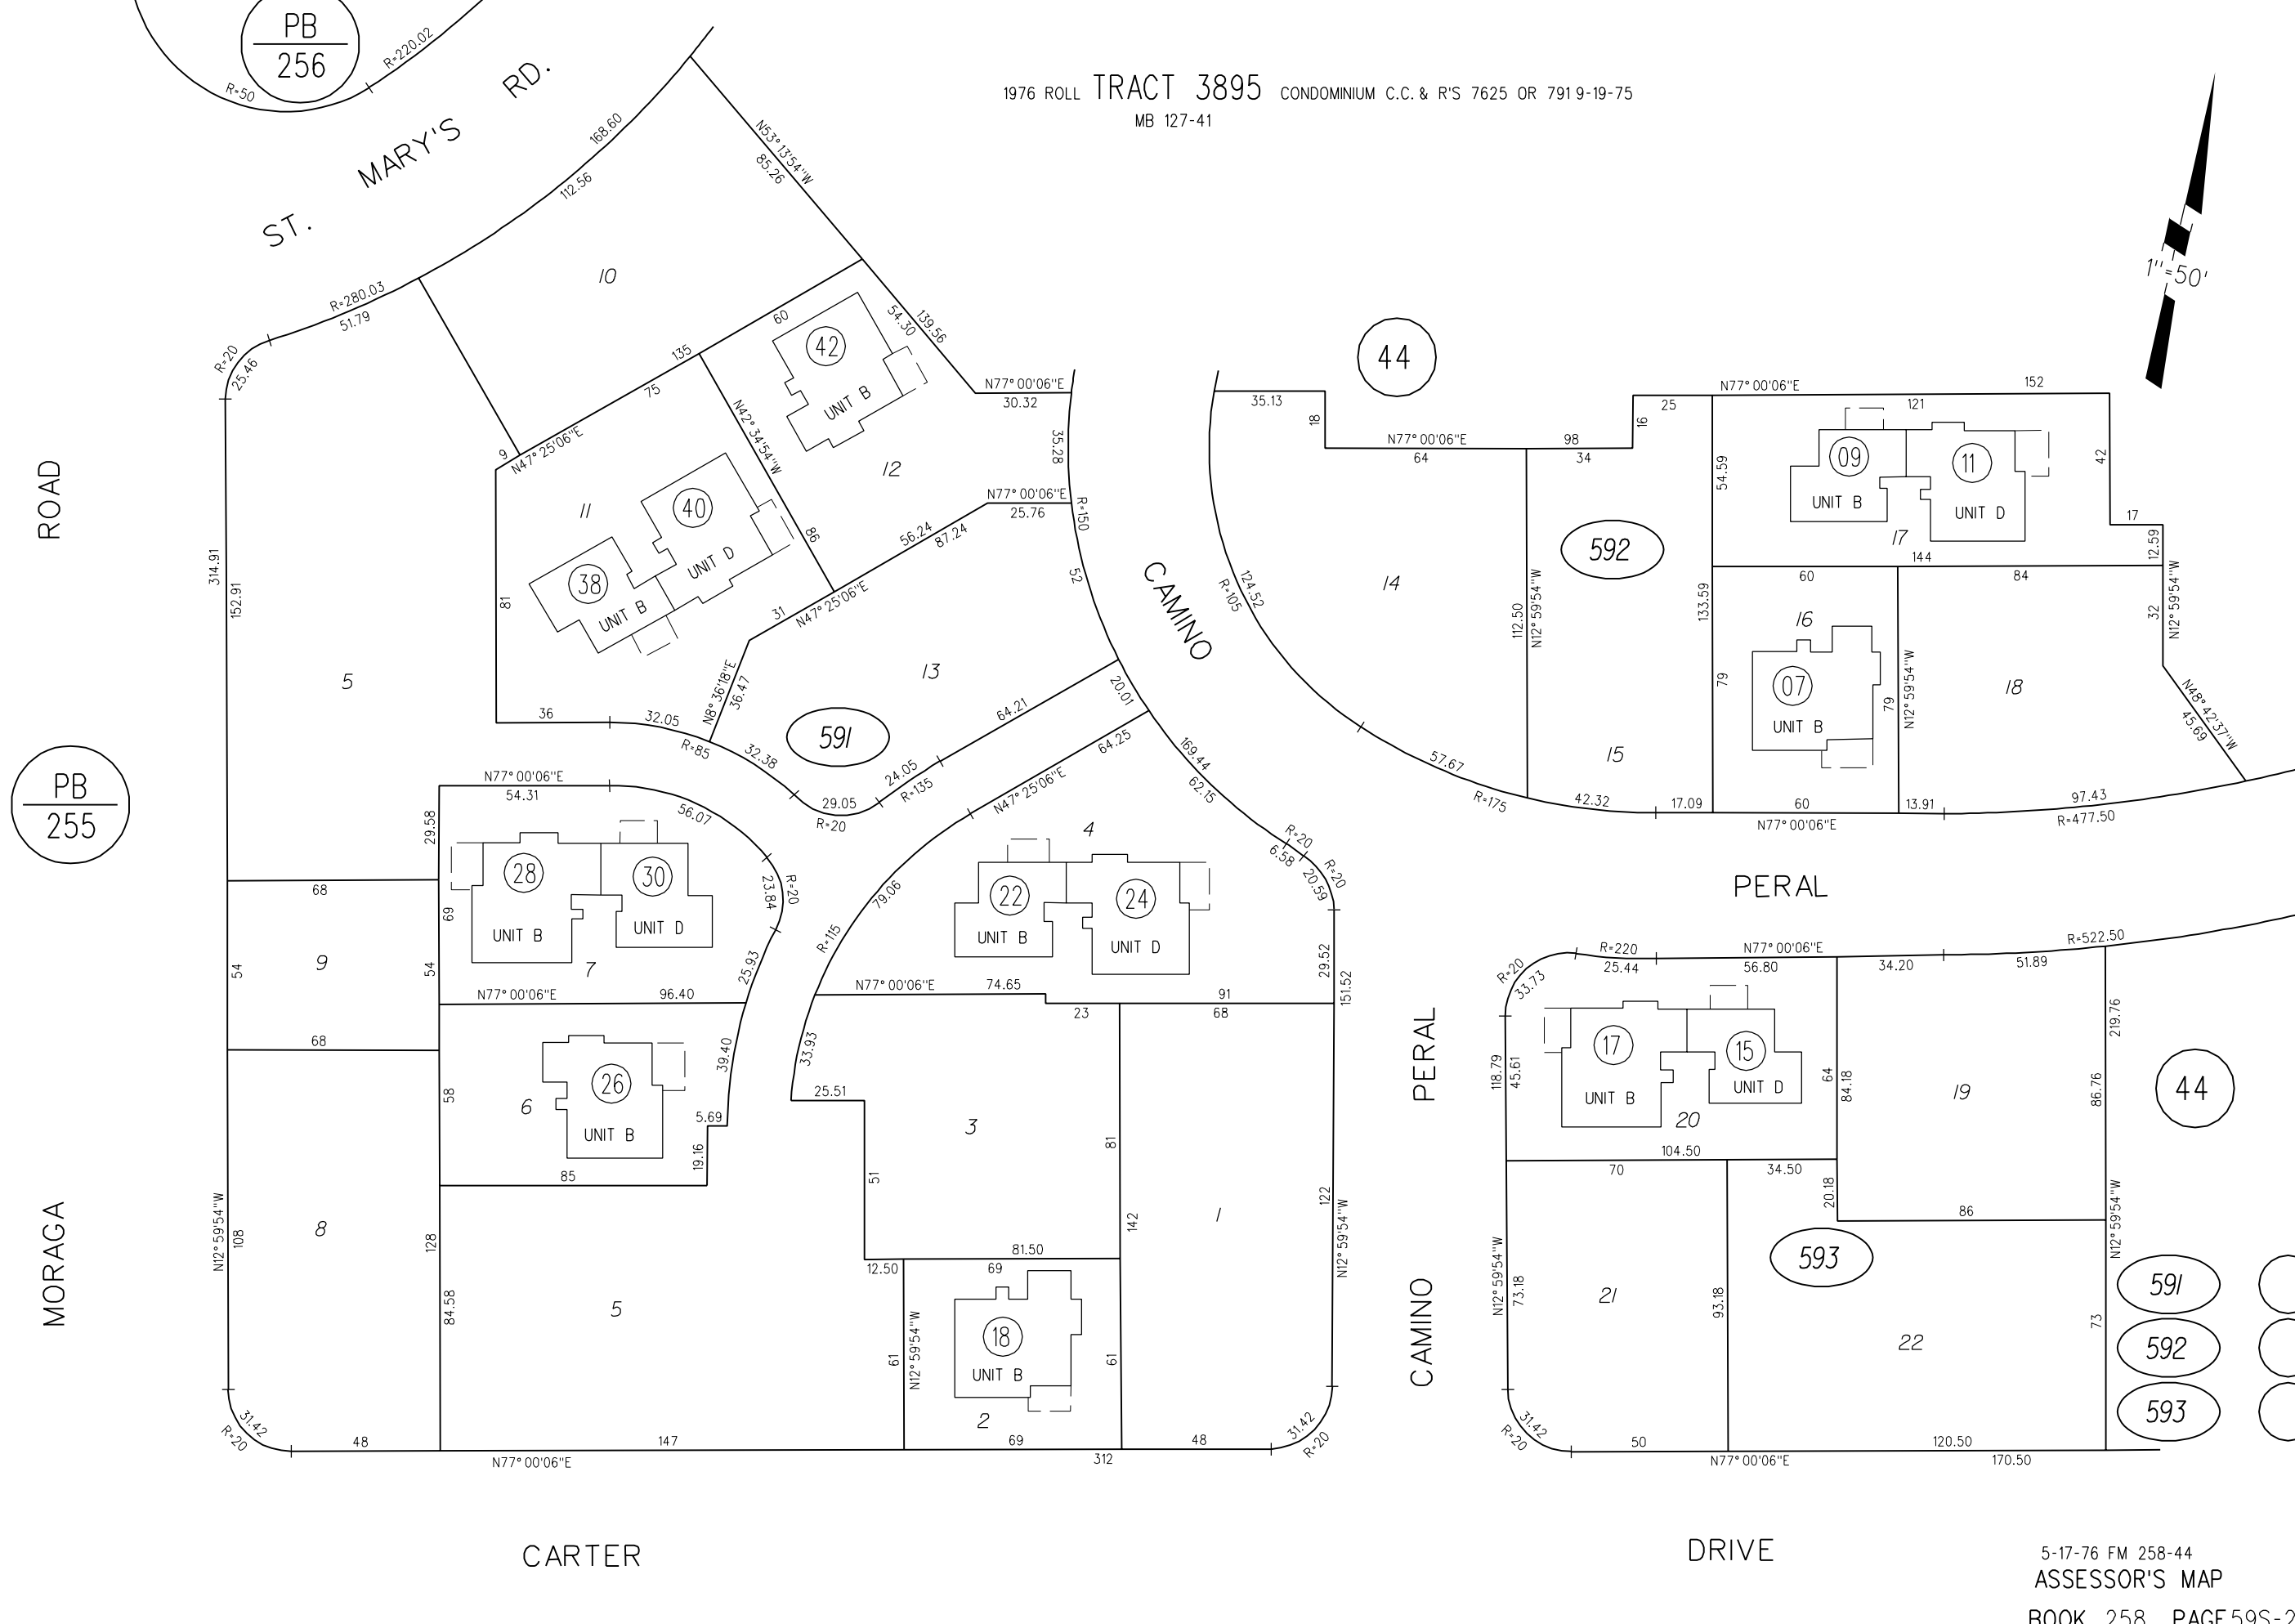 PB
256
R=50
R=220.02
ST. MARY'S RD.
1976 ROLL TRACT 3895 CONDOMINIUM C.C. & R'S 7625 OR 791 9-19-75
MB 127-41
1"=50'
168.60
112.56
N53°13'54"W
85.26
10
R=280.03
51.79
R=20
25.46
60
42
UNIT B
54.30
139.56
135
75
9
N47°25'06"E
N42°34'54"W
86
12
N77°00'06"E
30.32
35.28
N77°00'06"E
25.76
R=150
52
11
40
UNIT D
38
UNIT B
81
56.24
87.24
31
N47°25'06"E
N8°36'18"E
36.47
13
591
36
32.05
R=85
32.38
29.05
R=20
24.05
R=135
64.21
20.01
64.25
N47°25'06"E
169.44
62.15
R=20
6.58
R=20
20.59
ROAD
314.91
152.91
5
PB
255
44
35.13
18
N77°00'06"E
64
98
34
16
25
N77°00'06"E
152
121
CAMINO
124.52
R=105
14
112.50
N12°59'54"W
592
15
57.67
R=175
42.32
17.09
54.59
133.59
79
09
UNIT B
11
UNIT D
17
42
17
12.59
144
60
84
16
07
UNIT B
79
N12°59'54"W
18
32
N12°59'54"W
N48°42'37"W
45.69
60
N77°00'06"E
13.91
97.43
R=477.50
PERAL
N77°00'06"E
54.31
29.58
56.07
R=20
23.84
28
UNIT B
30
UNIT D
69
7
25.93
68
54
9
54
N77°00'06"E
96.40
68
58
6
26
UNIT B
39.40
5.69
19.16
85
79.06
R=115
4
22
UNIT B
24
UNIT D
29.52
151.52
N77°00'06"E
74.65
91
23
68
33.93
25.51
3
51
81
142
1
122
N12°59'54"W
81.50
12.50
69
61
N12°59'54"W
18
UNIT B
61
2
MORAGA
N12°59'54"W
108
8
128
84.58
5
31.42
R=20
48
147
N77°00'06"E
69
312
48
31.42
R=20
CAMINO PERAL
R=20
33.73
R=220
25.44
N77°00'06"E
56.80
34.20
51.89
R=522.50
118.79
45.61
17
UNIT B
15
UNIT D
20
64
84.18
19
219.76
86.76
44
104.50
70
34.50
20.18
86
N12°59'54"W
73.18
21
93.18
593
22
73
N12°59'54"W
591
592
593
31.42
R=20
50
N77°00'06"E
120.50
170.50
CARTER DRIVE
5-17-76 FM 258-44
ASSESSOR'S MAP
BOOK 258 PAGE 59S-2